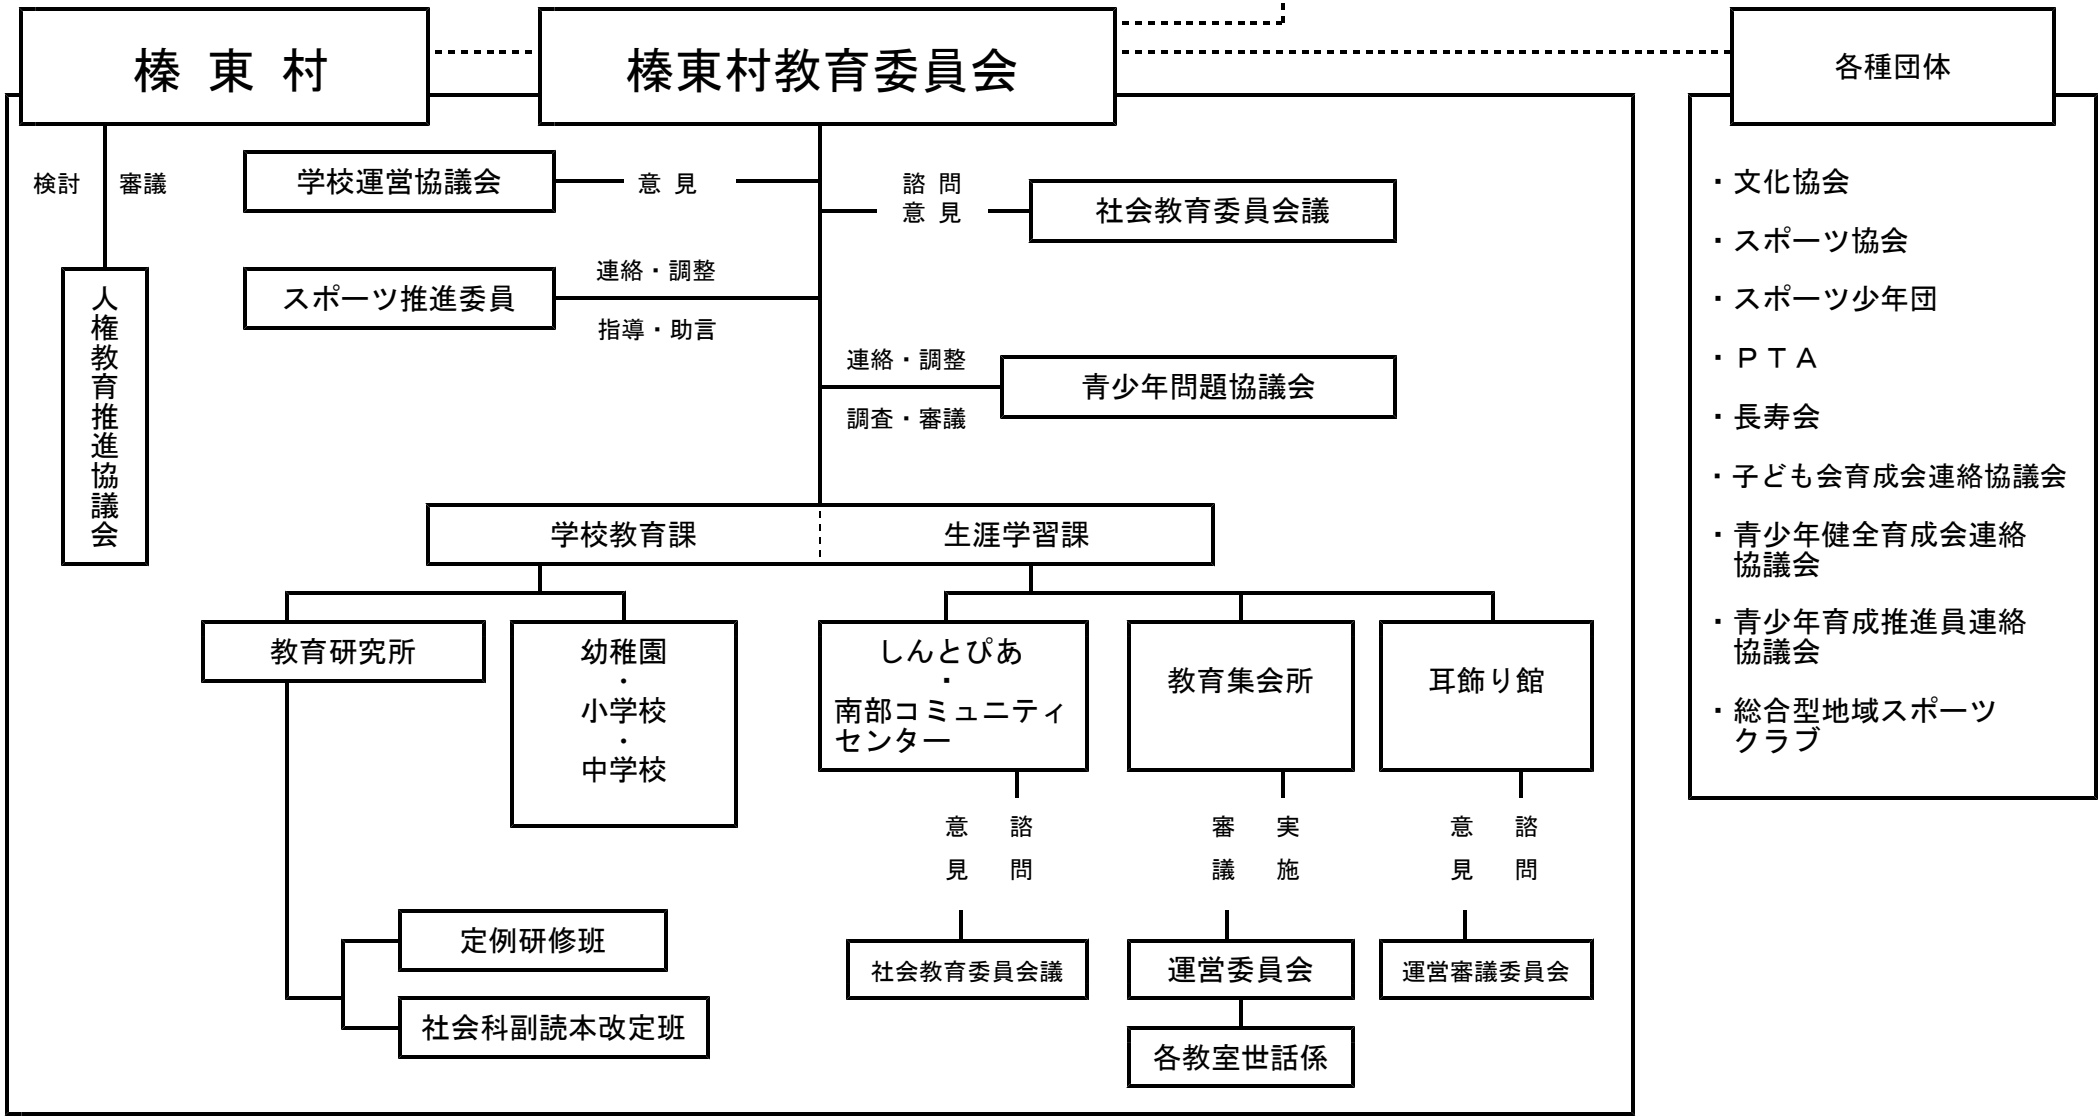 榛東村
榛東村教育委員会
各種団体
検討
審議
人権教育推進協議会
学校運営協議会
意見
諮問
意見
社会教育委員会議
スポーツ推進委員
連絡・調整
指導・助言
連絡・調整
調査・審議
青少年問題協議会
学校教育課
生涯学習課
教育研究所
幼稚園
・
小学校
・
中学校
しんとぴあ
・
南部コミュニティ
センター
教育集会所
耳飾り館
意見
諮問
審議
実施
意見
諮問
定例研修班
社会科副読本改定班
社会教育委員会議
運営委員会
運営審議委員会
各教室世話係
・文化協会
・スポーツ協会
・スポーツ少年団
・ＰＴＡ
・長寿会
・子ども会育成会連絡協議会
・青少年健全育成会連絡
協議会
・青少年育成推進員連絡
協議会
・総合型地域スポーツ
クラブ